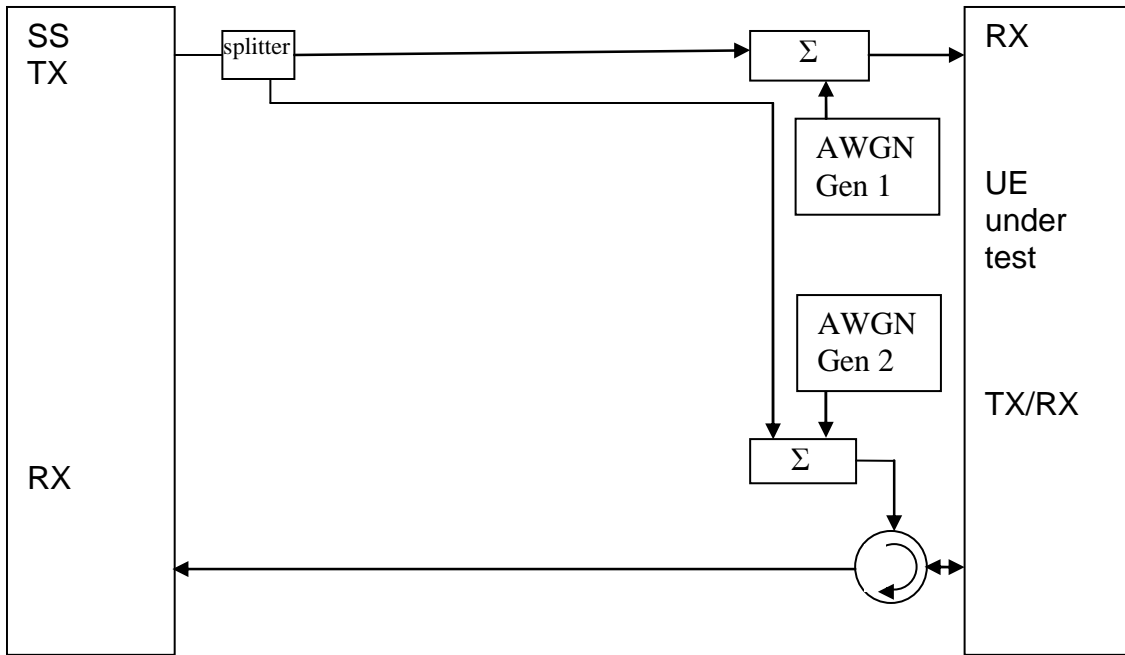 SS
TX
splitter
Σ
RX
AWGN
Gen 1
UE
under
test
AWGN
Gen 2
TX/RX
Σ
RX